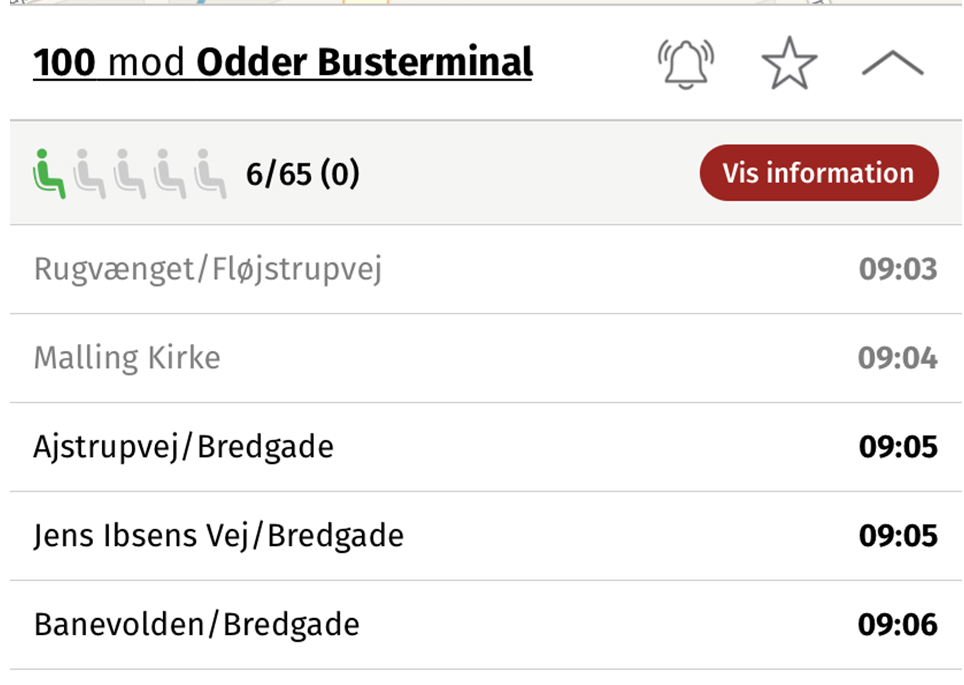 100 mod Odder Busterminal
6/65 (0) Vis information
Rugvænget/Fløjstrupvej 09:03
Malling Kirke 09:04
Ajstrupvej/Bredgade 09:05
Jens Ibsens Vej/Bredgade 09:05
Banevolden/Bredgade 09:06